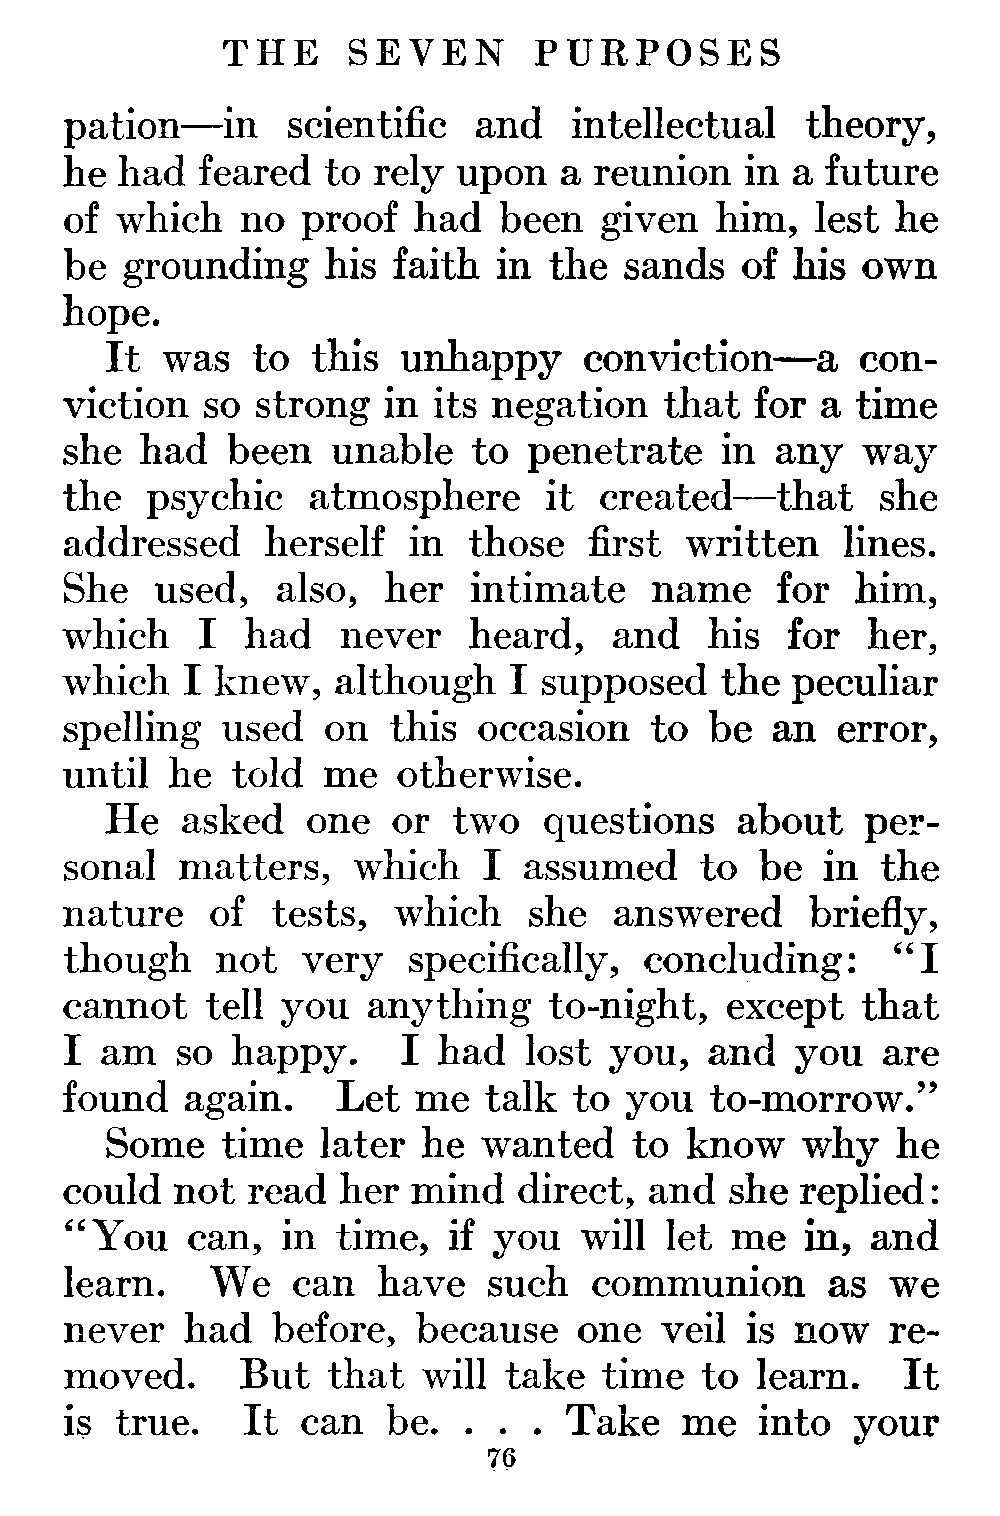 THE SEVEN PURPOSES
pation—in scientific and intellectual theory,
he had feared to rely upon a reunion in a future
of which no proof had been given him, lest he
be grounding his faith in the sands of his own
hope.
It was to this unhappy conviction—a con-
viction so strong in its negation that for a time
she had been unable to penetrate in any way
the psychic atmosphere it created—that she
addressed herself in those first written lines.
She used, also, her intimate name for him,
which I had never heard, and his for her,
which I knew, although I supposed the peculiar
spelling used on this occasion to be an error,
until he told me otherwise.
He asked one or two questions about per-
sonal matters, which I assumed to be in the
nature of tests, which she answered briefly,
though not very specifically, concluding: “I
cannot tell you anything to-night, except that
I am so happy. I had lost you, and you are
found again. Let me talk to you to-morrow.”
Some time later he wanted to know why he
could not read her mind direct, and she replied:
“You can, in time, if you will let me in, and
learn. We can have such communion as we
never had before, because one veil is now re-
moved. But that will take time to learn. It
is true. It can be. . . . Take me into your
76